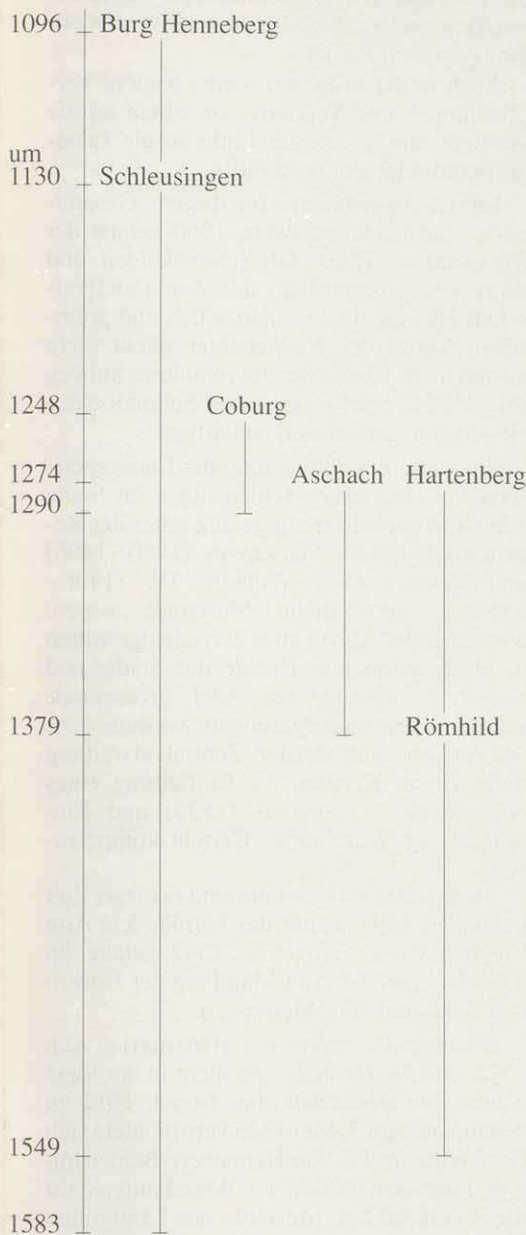 1096 Burg Henneberg
um
1130 Schleusingen
1248 Coburg
1274 Aschach Hartenberg
1290
1379 Römhild
1549
1583